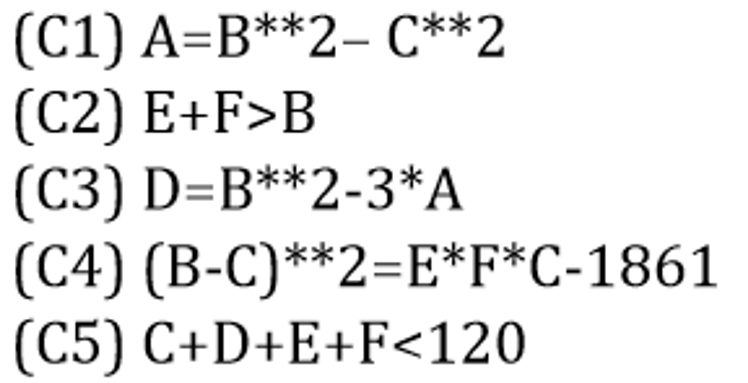 (C1) A=B**2– C**2
(C2) E+F>B
(C3) D=B**2-3*A
(C4) (B-C)**2=E*F*C-1861
(C5) C+D+E+F<120